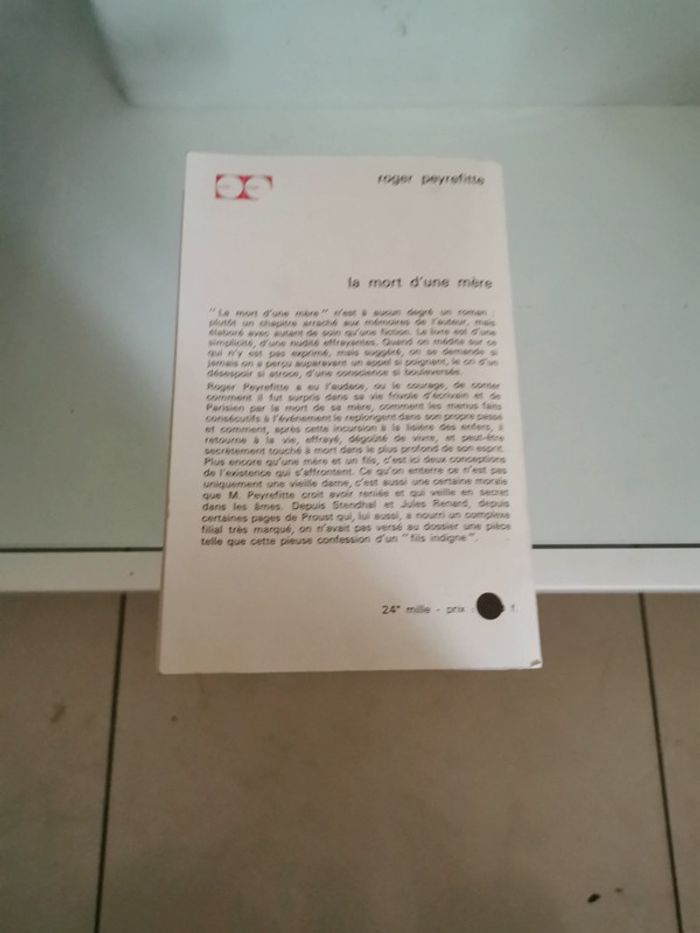 roger peyrefitte
la mort d'une mère
"La mort d'une mère" n'est à aucun degré un roman :
plutôt un chapitre arraché aux mémoires de l'auteur, mais
élaboré avec autant de soin qu'une fiction. Le livre est d'une
simplicité, d'une nudité effrayantes. Quand on médite sur ce
qui n'y est pas exprimé, mais suggéré, on se demande si
jamais on a perçu auparavant un appel si poignant, le cri d'un
désespoir si atroce, d'une conscience si bouleversée.
Roger Peyrefitte a eu l'audace, ou le courage, de conter
comment il fut surpris dans sa vie frivole d'écrivain et de
Parisien par la mort de sa mère, comment les menus faits
consécutifs à l'événement le replongent dans son propre passé
et comment, après cette incursion à la lisière des enfers, il
retourne à la vie, effrayé, dégoûté de vivre, et peut-être
secrètement touché à mort dans le plus profond de son esprit.
Plus encore qu'une mère et un fils, c'est ici deux conceptions
de l'existence qui s'affrontent. Ce qu'on enterre ce n'est pas
uniquement une vieille dame, c'est aussi une certaine morale
que M. Peyrefitte croit avoir reniée et qui veille en secret
dans les âmes. Depuis Stendhal et Jules Renard, depuis
certaines pages de Proust qui, lui aussi, a nourri un complexe
filial très marqué, on n'avait pas versé au dossier une pièce
telle que cette pieuse confession d'un "fils indigne".
24e mille - prix : f.